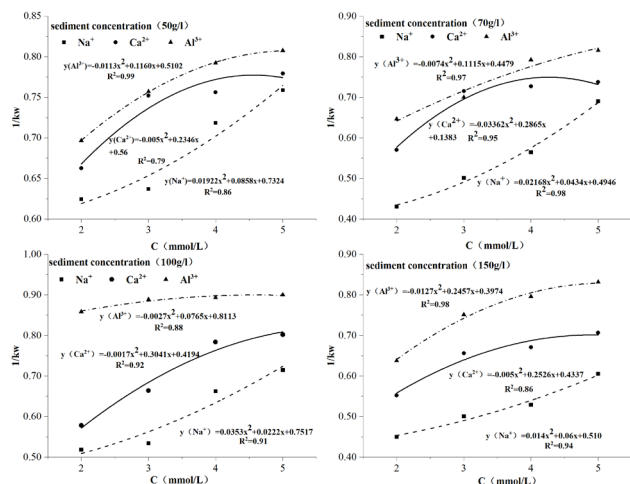 sediment concentration（50g/l）
Na⁺ Ca²⁺ Al³⁺
0.85
0.80
0.75
0.70
0.65
0.60
1/kw
y(Al³⁺)=-0.0113x²+0.1160x+0.5102
R²=0.99
y(Ca²⁺)=-0.005x²+0.2346x
+0.56
R²=0.79
y(Na⁺)=0.01922x²+0.0858x+0.7324
R²=0.86
2 3 4 5
C（mmol/L）
sediment concentration（70g/l）
Na⁺ Ca²⁺ Al³⁺
0.90
0.80
0.70
0.60
0.50
0.40
1/kw
y（Al³⁺）=-0.0074x²+0.1115x+0.4479
R²=0.97
y（Ca²⁺）=-0.03362x²+0.2865x
+0.1383
R²=0.95
y（Na⁺）=0.02168x²+0.0434x+0.4946
R²=0.98
2 3 4 5
C（mmol/L）
sediment concentration（100g/l）
Na⁺ Ca²⁺ Al³⁺
1.00
0.90
0.80
0.70
0.60
0.50
1/kw
y（Al³⁺）=-0.0027x²+0.0765x+0.8113
R²=0.88
y（Ca²⁺）=-0.0017x²+0.3041x+0.4194
R²=0.92
y（Na⁺）=0.0353x²+0.0222x+0.7517
R²=0.91
2 3 4 5
C（mmol/L）
sediment concentration（150g/l）
0.90
0.80
0.70
0.60
0.50
0.40
1/kw
y（Al³⁺）=-0.0127x²+0.2457x+0.3974
R²=0.98
y（Ca²⁺）=-0.005x²+0.2526x+0.4337
R²=0.86
y（Na⁺）=0.014x²+0.06x+0.510
R²=0.94
2 3 4 5
C（mmol/L）